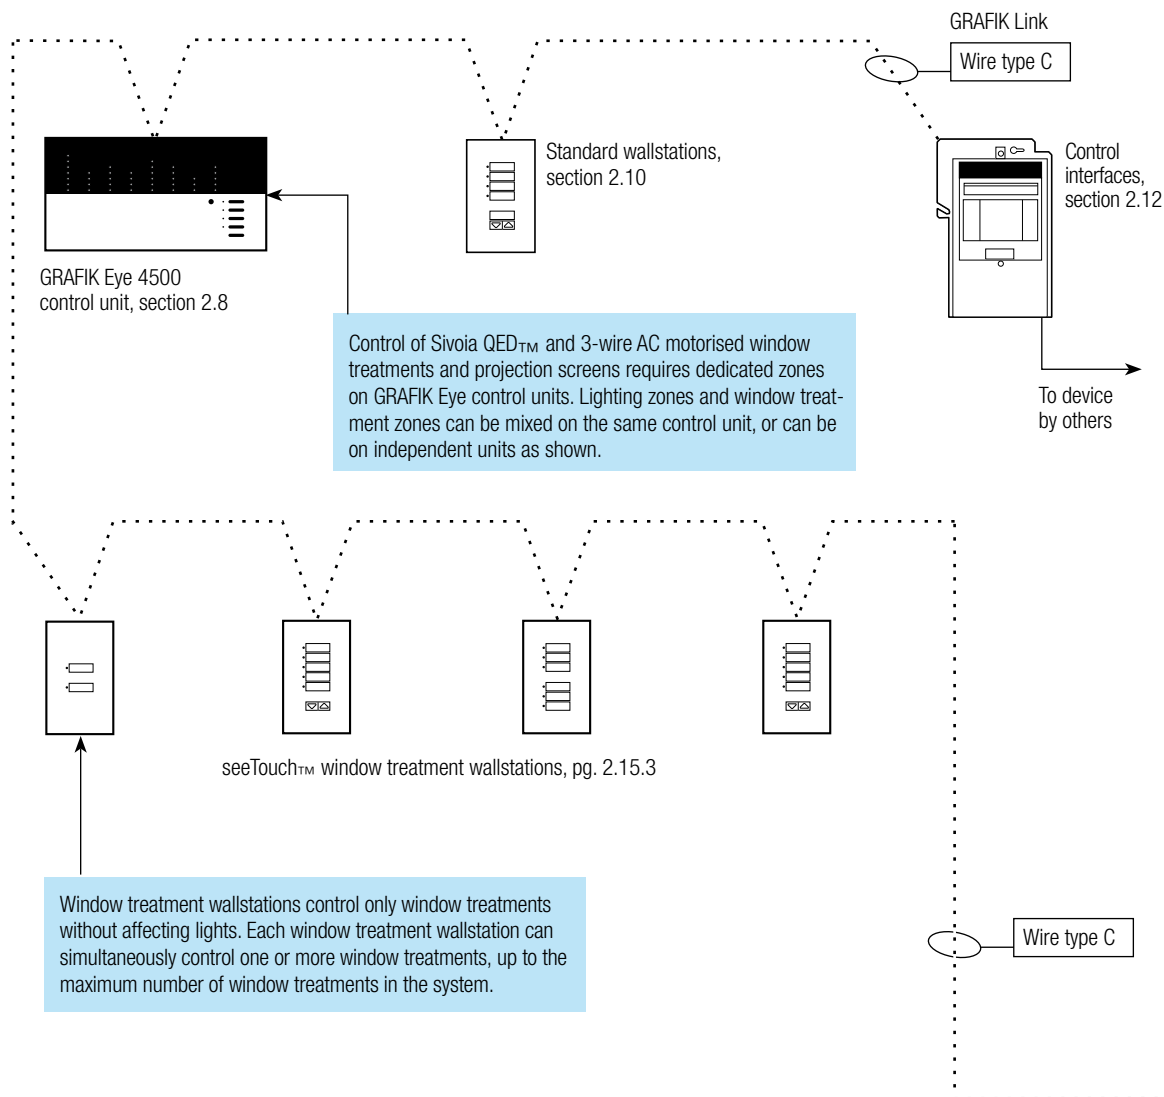 GRAFIK Link
Wire type C
Standard wallstations,
section 2.10
Control
interfaces,
section 2.12
GRAFIK Eye 4500
control unit, section 2.8
Control of Sivoia QED™ and 3-wire AC motorised window
treatments and projection screens requires dedicated zones
on GRAFIK Eye control units. Lighting zones and window treat-
ment zones can be mixed on the same control unit, or can be
on independent units as shown.
To device
by others
seeTouch™ window treatment wallstations, pg. 2.15.3
Window treatment wallstations control only window treatments
without affecting lights. Each window treatment wallstation can
simultaneously control one or more window treatments, up to the
maximum number of window treatments in the system.
Wire type C